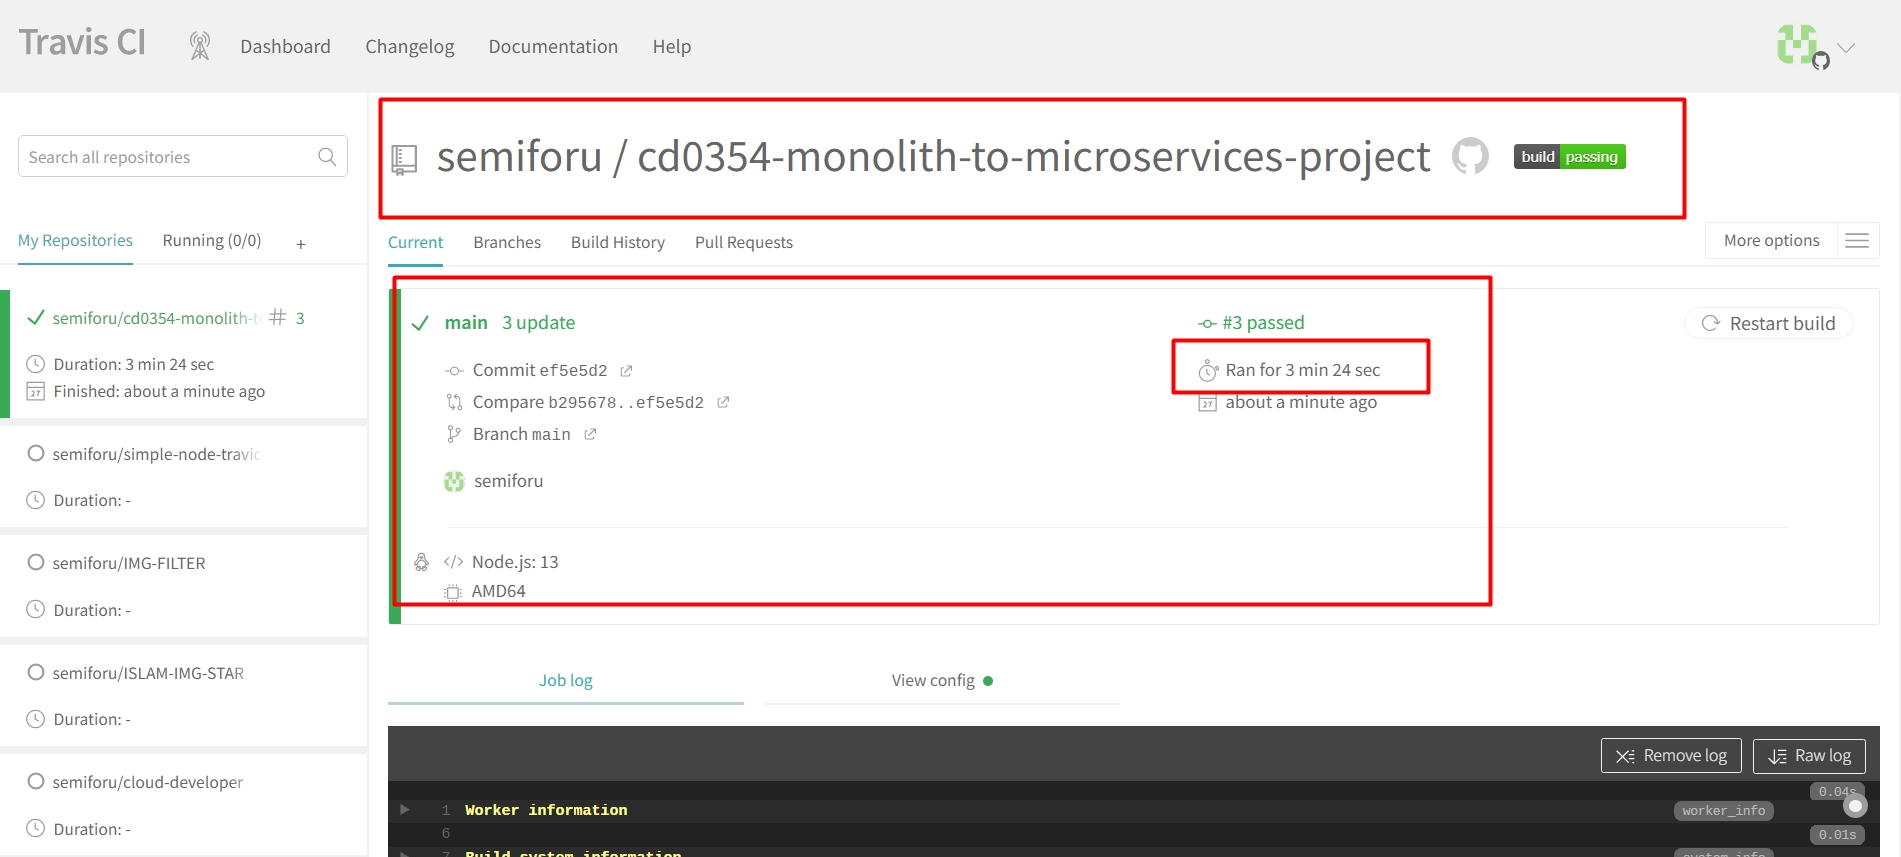 Travis CI
Dashboard
Changelog
Documentation
Help
Search all repositories
My Repositories
Running (0/0)
+
semiforu/cd0354-monolith-t
# 3
Duration: 3 min 24 sec
27
Finished: about a minute ago
semiforu/simple-node-travi
Duration: -
semiforu/IMG-FILTER
Duration: -
semiforu/ISLAM-IMG-STAR
Duration: -
semiforu/cloud-developer
Duration: -
semiforu / cd0354-monolith-to-microservices-project
build passing
Current
Branches
Build History
Pull Requests
More options
main 3 update
Commit ef5e5d2
Compare b295678..ef5e5d2
Branch main
semiforu
#3 passed
Ran for 3 min 24 sec
27
about a minute ago
Restart build
</> Node.js: 13
AMD64
Job log
View config
Remove log
Raw log
0.04s
1 Worker information
worker_info
6
0.01s
7 Build system information
system_info